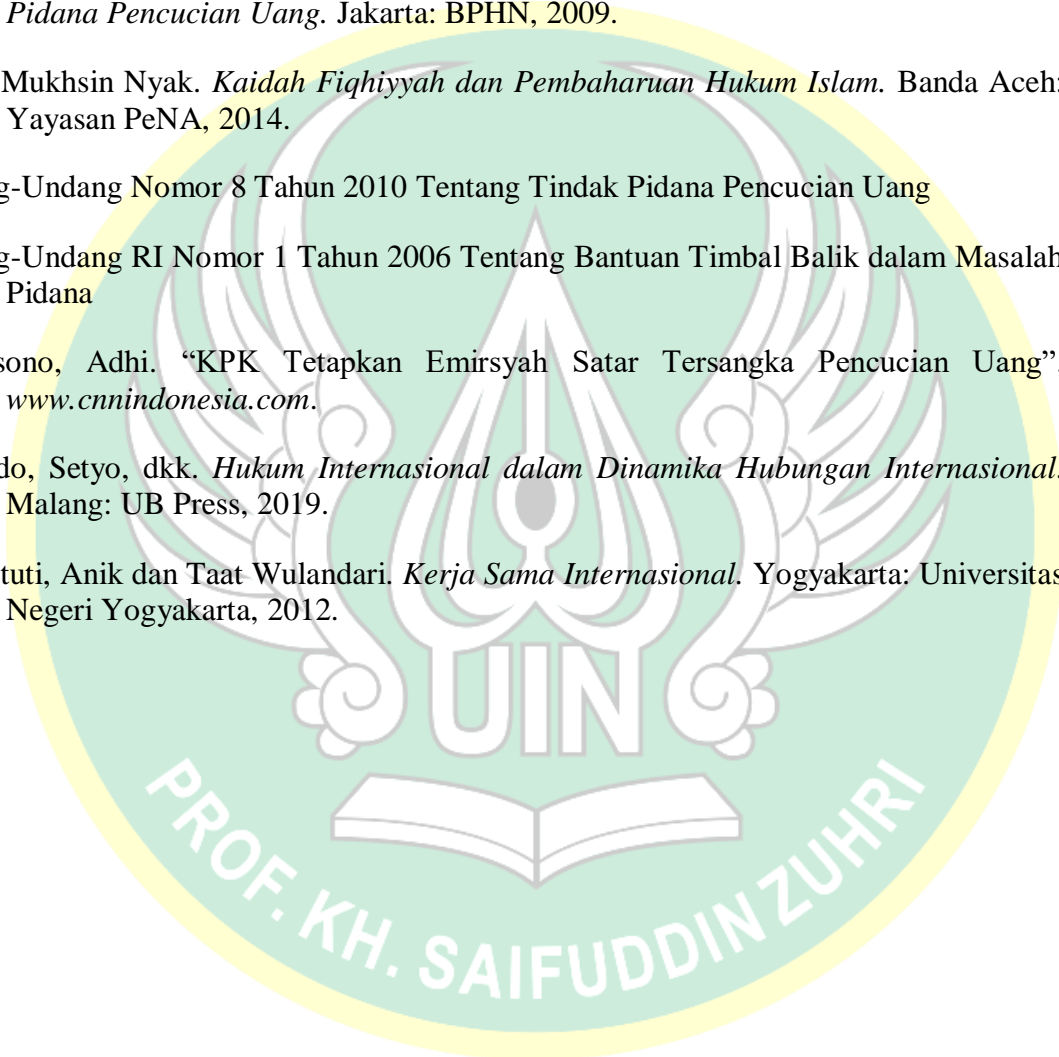 Pidana Pencucian Uang. Jakarta: BPHN, 2009.
Mukhsin Nyak. Kaidah Fiqhiyyah dan Pembaharuan Hukum Islam. Banda Aceh:
Yayasan PeNA, 2014.
g-Undang Nomor 8 Tahun 2010 Tentang Tindak Pidana Pencucian Uang
g-Undang RI Nomor 1 Tahun 2006 Tentang Bantuan Timbal Balik dalam Masalah
Pidana
sono, Adhi. “KPK Tetapkan Emirsyah Satar Tersangka Pencucian Uang”.
www.cnnindonesia.com.
do, Setyo, dkk. Hukum Internasional dalam Dinamika Hubungan Internasional.
Malang: UB Press, 2019.
tuti, Anik dan Taat Wulandari. Kerja Sama Internasional. Yogyakarta: Universitas
Negeri Yogyakarta, 2012.
UIN
PROF. KH. SAIFUDDIN ZUHRI